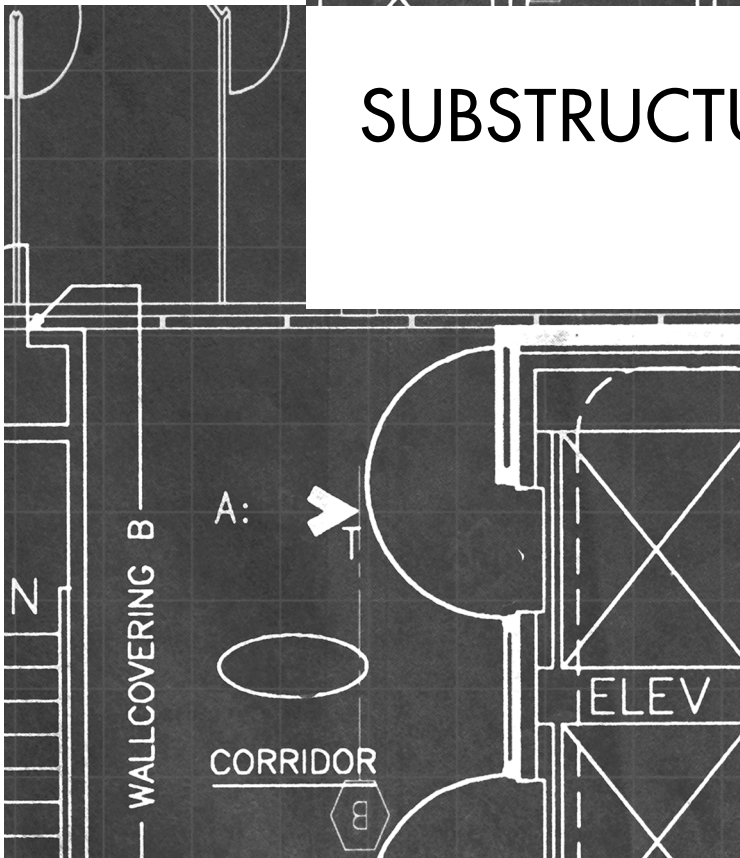 SUBSTRUCTU
A:
T
WALLCOVERING B
N
ELEV
CORRIDOR
B